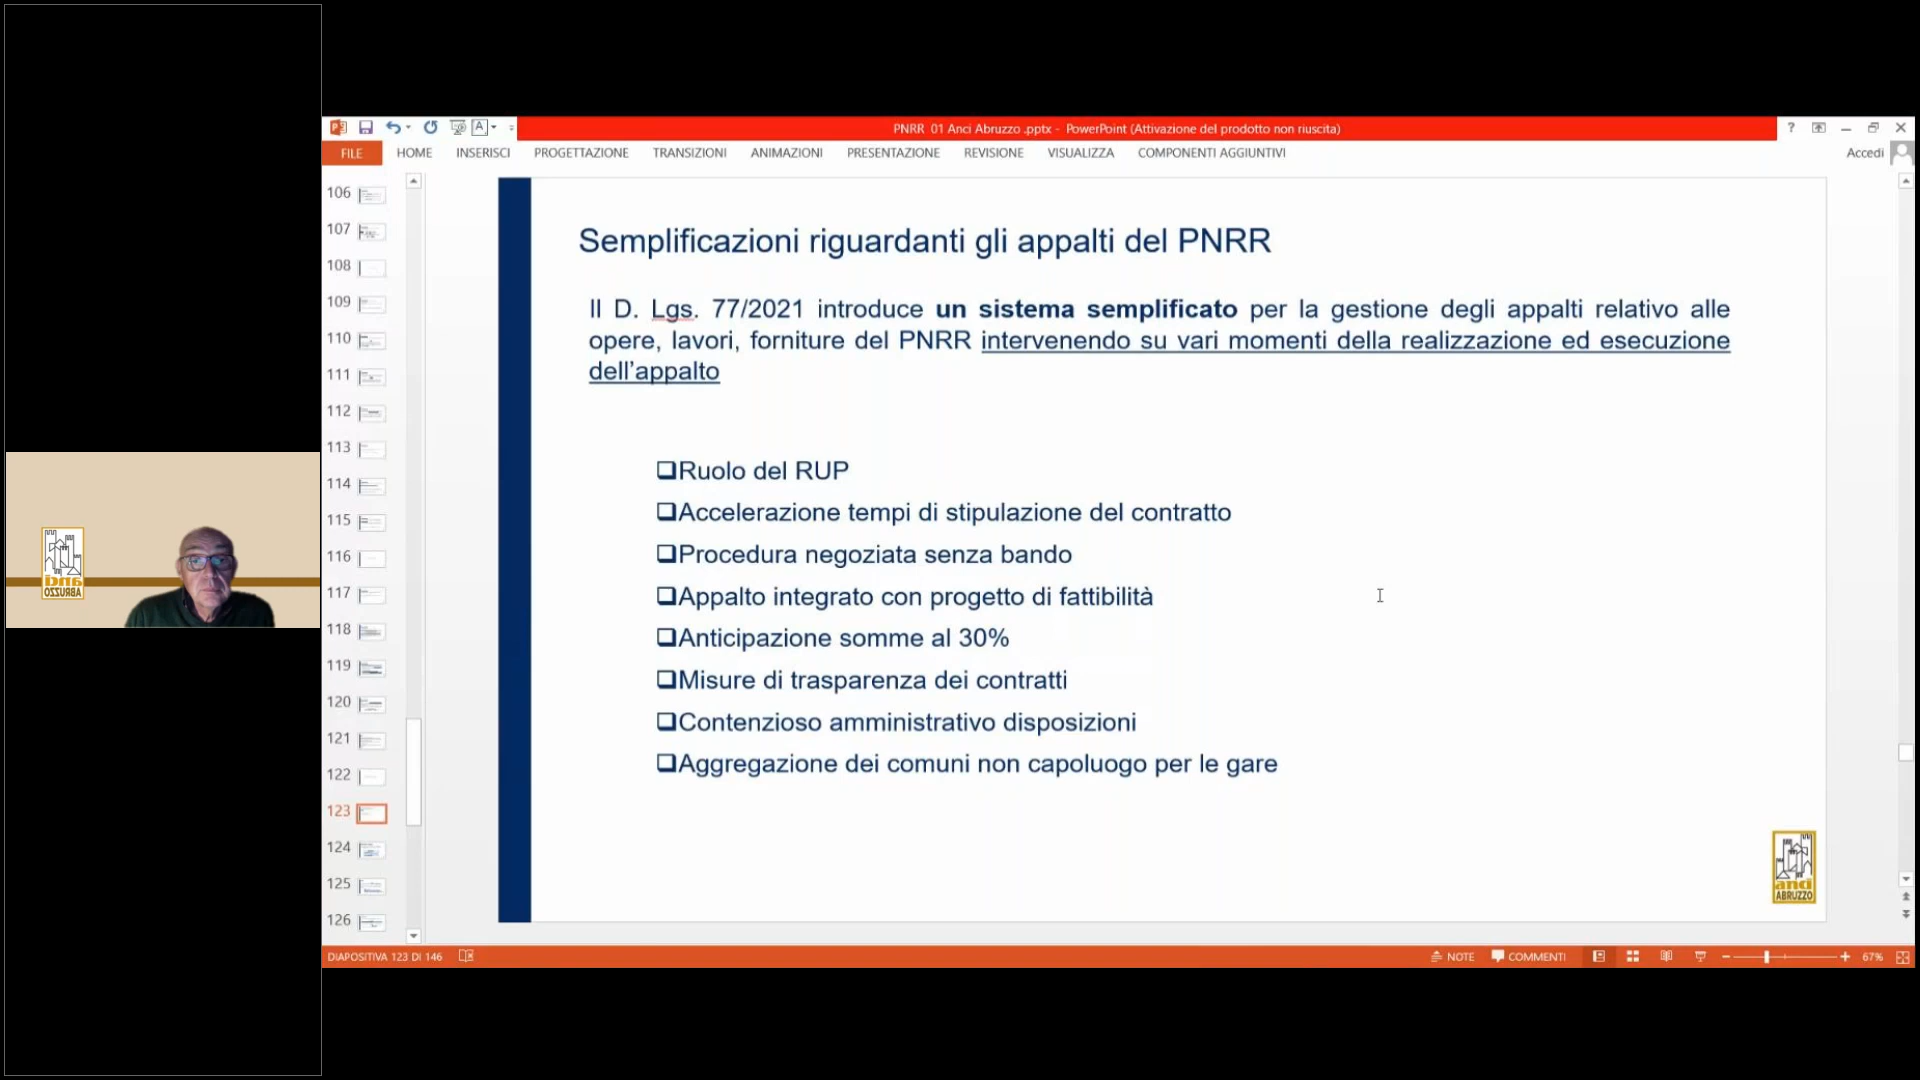 PNRR 01 Anci Abruzzo .pptx - PowerPoint (Attivazione del prodotto non riuscita)
FILE HOME INSERISCI PROGETTAZIONE TRANSIZIONI ANIMAZIONI PRESENTAZIONE REVISIONE VISUALIZZA COMPONENTI AGGIUNTIVI Accedi
106
107
108
109
110
111
112
113
114
115
116
117
118
119
120
121
122
123
124
125
126
Semplificazioni riguardanti gli appalti del PNRR
Il D. Lgs. 77/2021 introduce un sistema semplificato per la gestione degli appalti relativo alle
opere, lavori, forniture del PNRR intervenendo su vari momenti della realizzazione ed esecuzione
dell'appalto
❑Ruolo del RUP
❑Accelerazione tempi di stipulazione del contratto
❑Procedura negoziata senza bando
❑Appalto integrato con progetto di fattibilità
❑Anticipazione somme al 30%
❑Misure di trasparenza dei contratti
❑Contenzioso amministrativo disposizioni
❑Aggregazione dei comuni non capoluogo per le gare
anci
ABRUZZO
anci
ABRUZZO
DIAPOSITIVA 123 DI 146 NOTE COMMENTI 67%